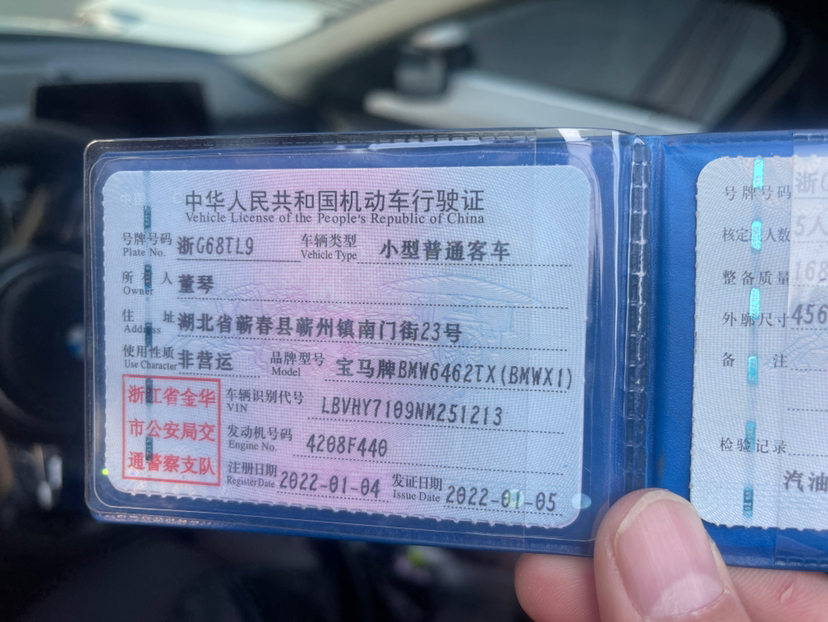 中华人民共和国机动车行驶证
Vehicle License of the People's Republic of China
号牌号码 浙G68TL9 车辆类型 小型普通客车
Plate No. Vehicle Type
所有人 董琴
Owner
住址 湖北省蕲春县蕲州镇南门街23号
Address
使用性质 非营运 品牌型号 宝马牌BMW6462TX(BMWX1)
Use Character Model
浙江省金华
市公安局交
通警察支队
车辆识别代号 LBVHY7109NM251213
VIN
发动机号码 4208F440
Engine No.
注册日期 2022-01-04 发证日期 2022-01-05
Register Date Issue Date
号牌号码 浙
核定人数 5人
整备质量 168
外廓尺寸 456
备注
检验记录
汽油